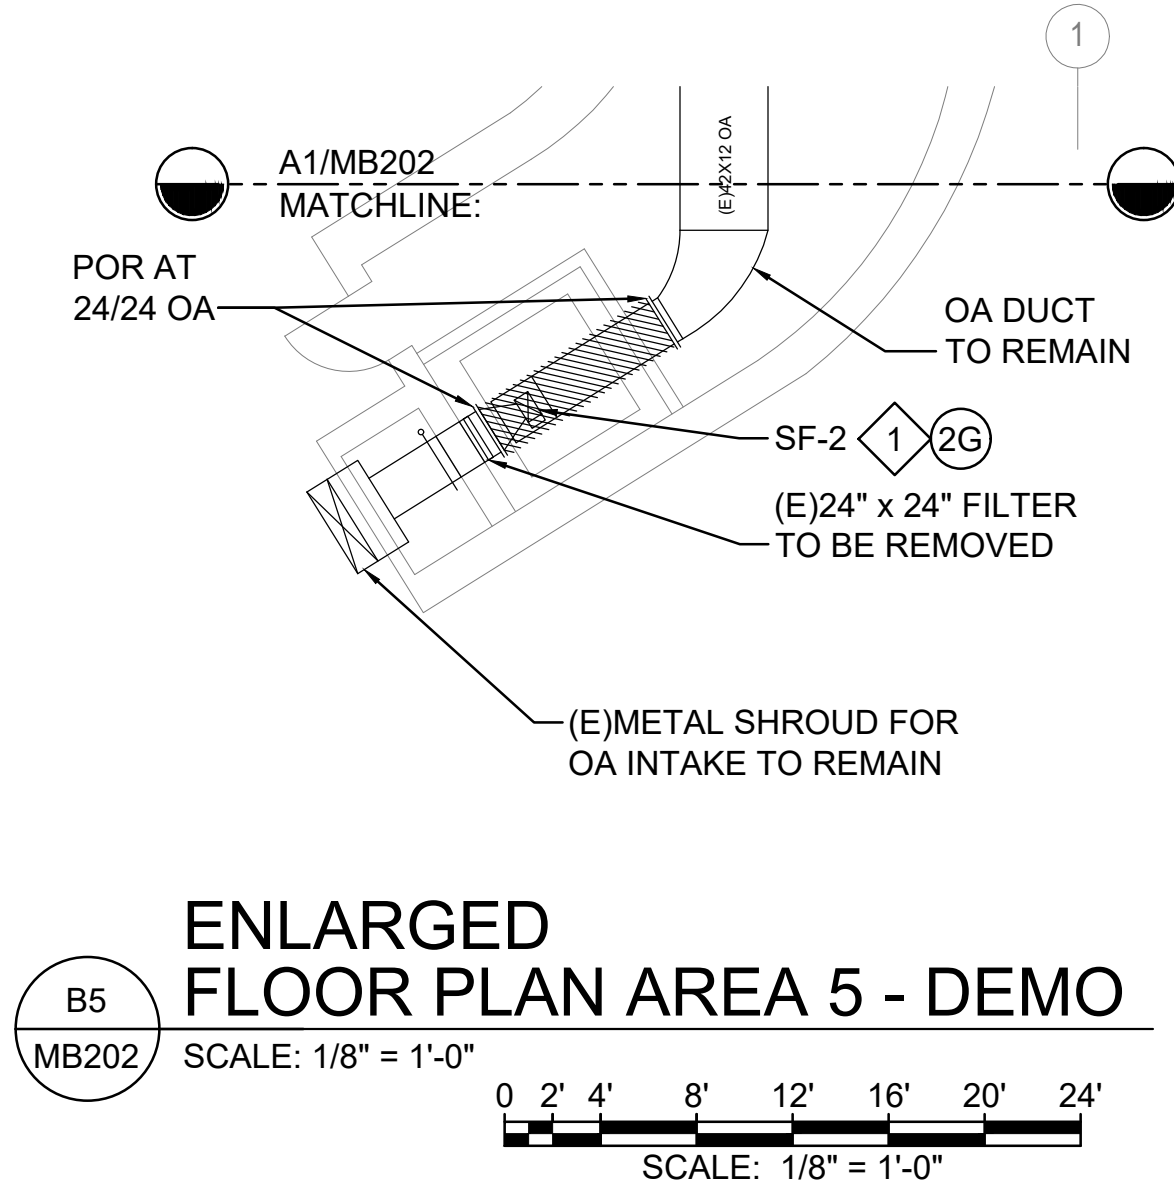 1
A1/MB202
MATCHLINE:
(E)42X12 OA
POR AT
24/24 OA
OA DUCT
TO REMAIN
SF-2 1 2G
(E)24" x 24" FILTER
TO BE REMOVED
(E)METAL SHROUD FOR
OA INTAKE TO REMAIN
ENLARGED
FLOOR PLAN AREA 5 - DEMO
B5
MB202
SCALE: 1/8" = 1'-0"
0 2' 4' 8' 12' 16' 20' 24'
SCALE: 1/8" = 1'-0"